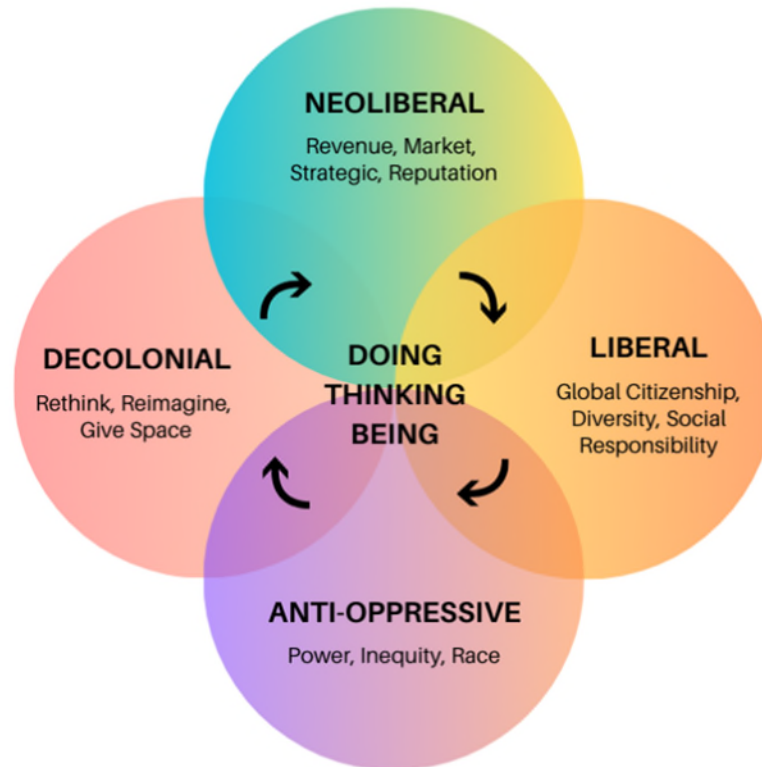 NEOLIBERAL
Revenue, Market,
Strategic, Reputation
DECOLONIAL
Rethink, Reimagine,
Give Space
DOING
THINKING
BEING
LIBERAL
Global Citizenship,
Diversity, Social
Responsibility
ANTI-OPPRESSIVE
Power, Inequity, Race